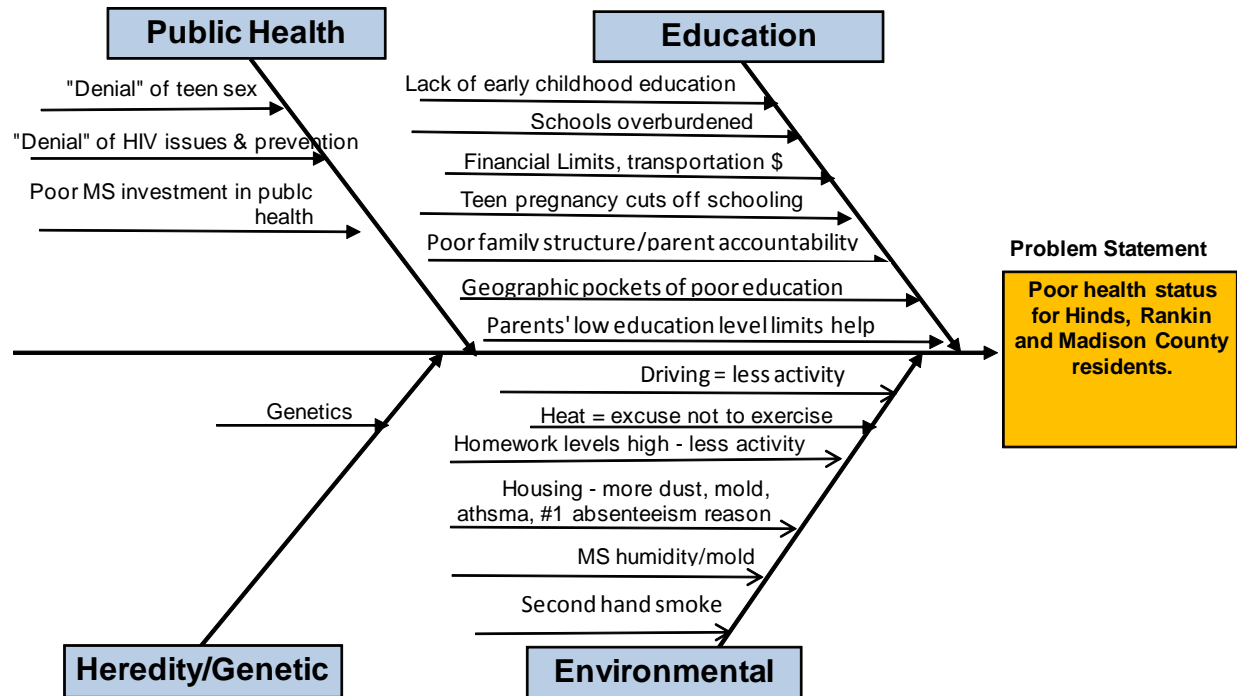 Public Health
Education
"Denial" of teen sex
"Denial" of HIV issues & prevention
Poor MS investment in publc
health
Lack of early childhood education
Schools overburdened
Financial Limits, transportation $
Teen pregnancy cuts off schooling
Poor family structure/parent accountability
Geographic pockets of poor education
Parents' low education level limits help
Problem Statement
Poor health status
for Hinds, Rankin
and Madison County
residents.
Genetics
Driving = less activity
Heat = excuse not to exercise
Homework levels high - less activity
Housing - more dust, mold,
athsma, #1 absenteeism reason
MS humidity/mold
Second hand smoke
Heredity/Genetic
Environmental